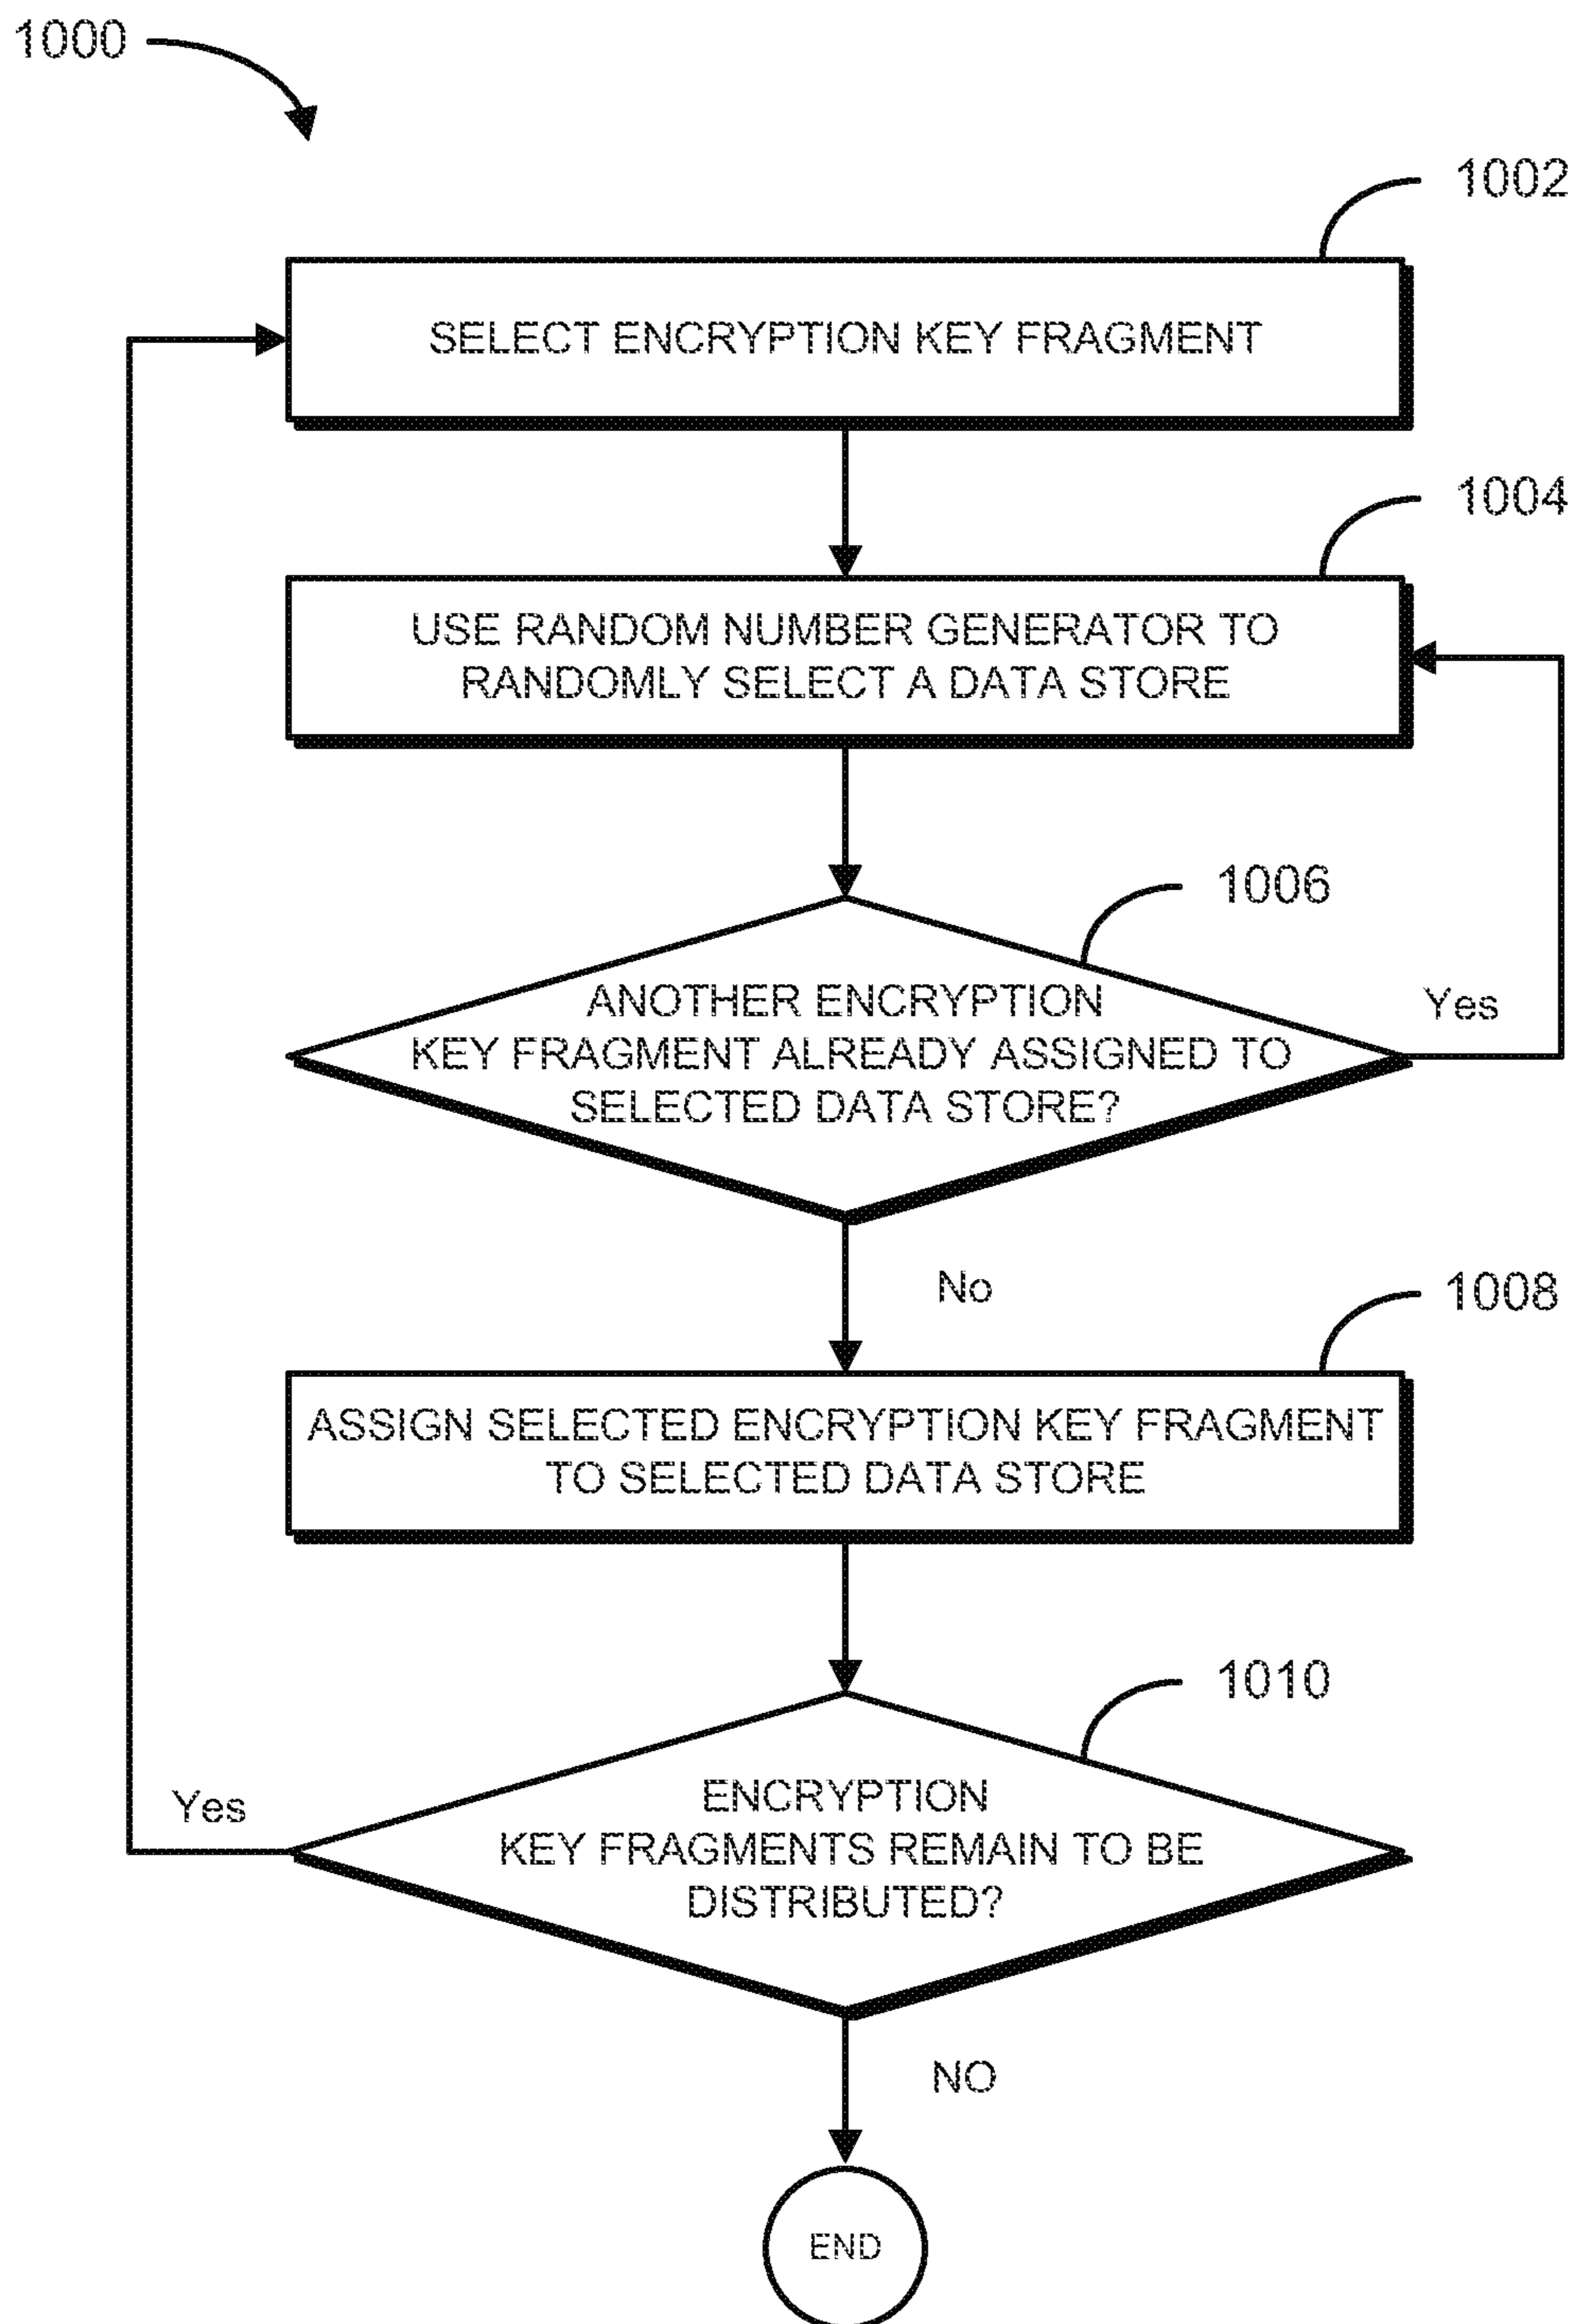 1000
1002
SELECT ENCRYPTION KEY FRAGMENT
1004
USE RANDOM NUMBER GENERATOR TO
RANDOMLY SELECT A DATA STORE
1006
ANOTHER ENCRYPTION
KEY FRAGMENT ALREADY ASSIGNED TO
SELECTED DATA STORE?
Yes
No
1008
ASSIGN SELECTED ENCRYPTION KEY FRAGMENT
TO SELECTED DATA STORE
1010
ENCRYPTION
KEY FRAGMENTS REMAIN TO BE
DISTRIBUTED?
Yes
NO
END